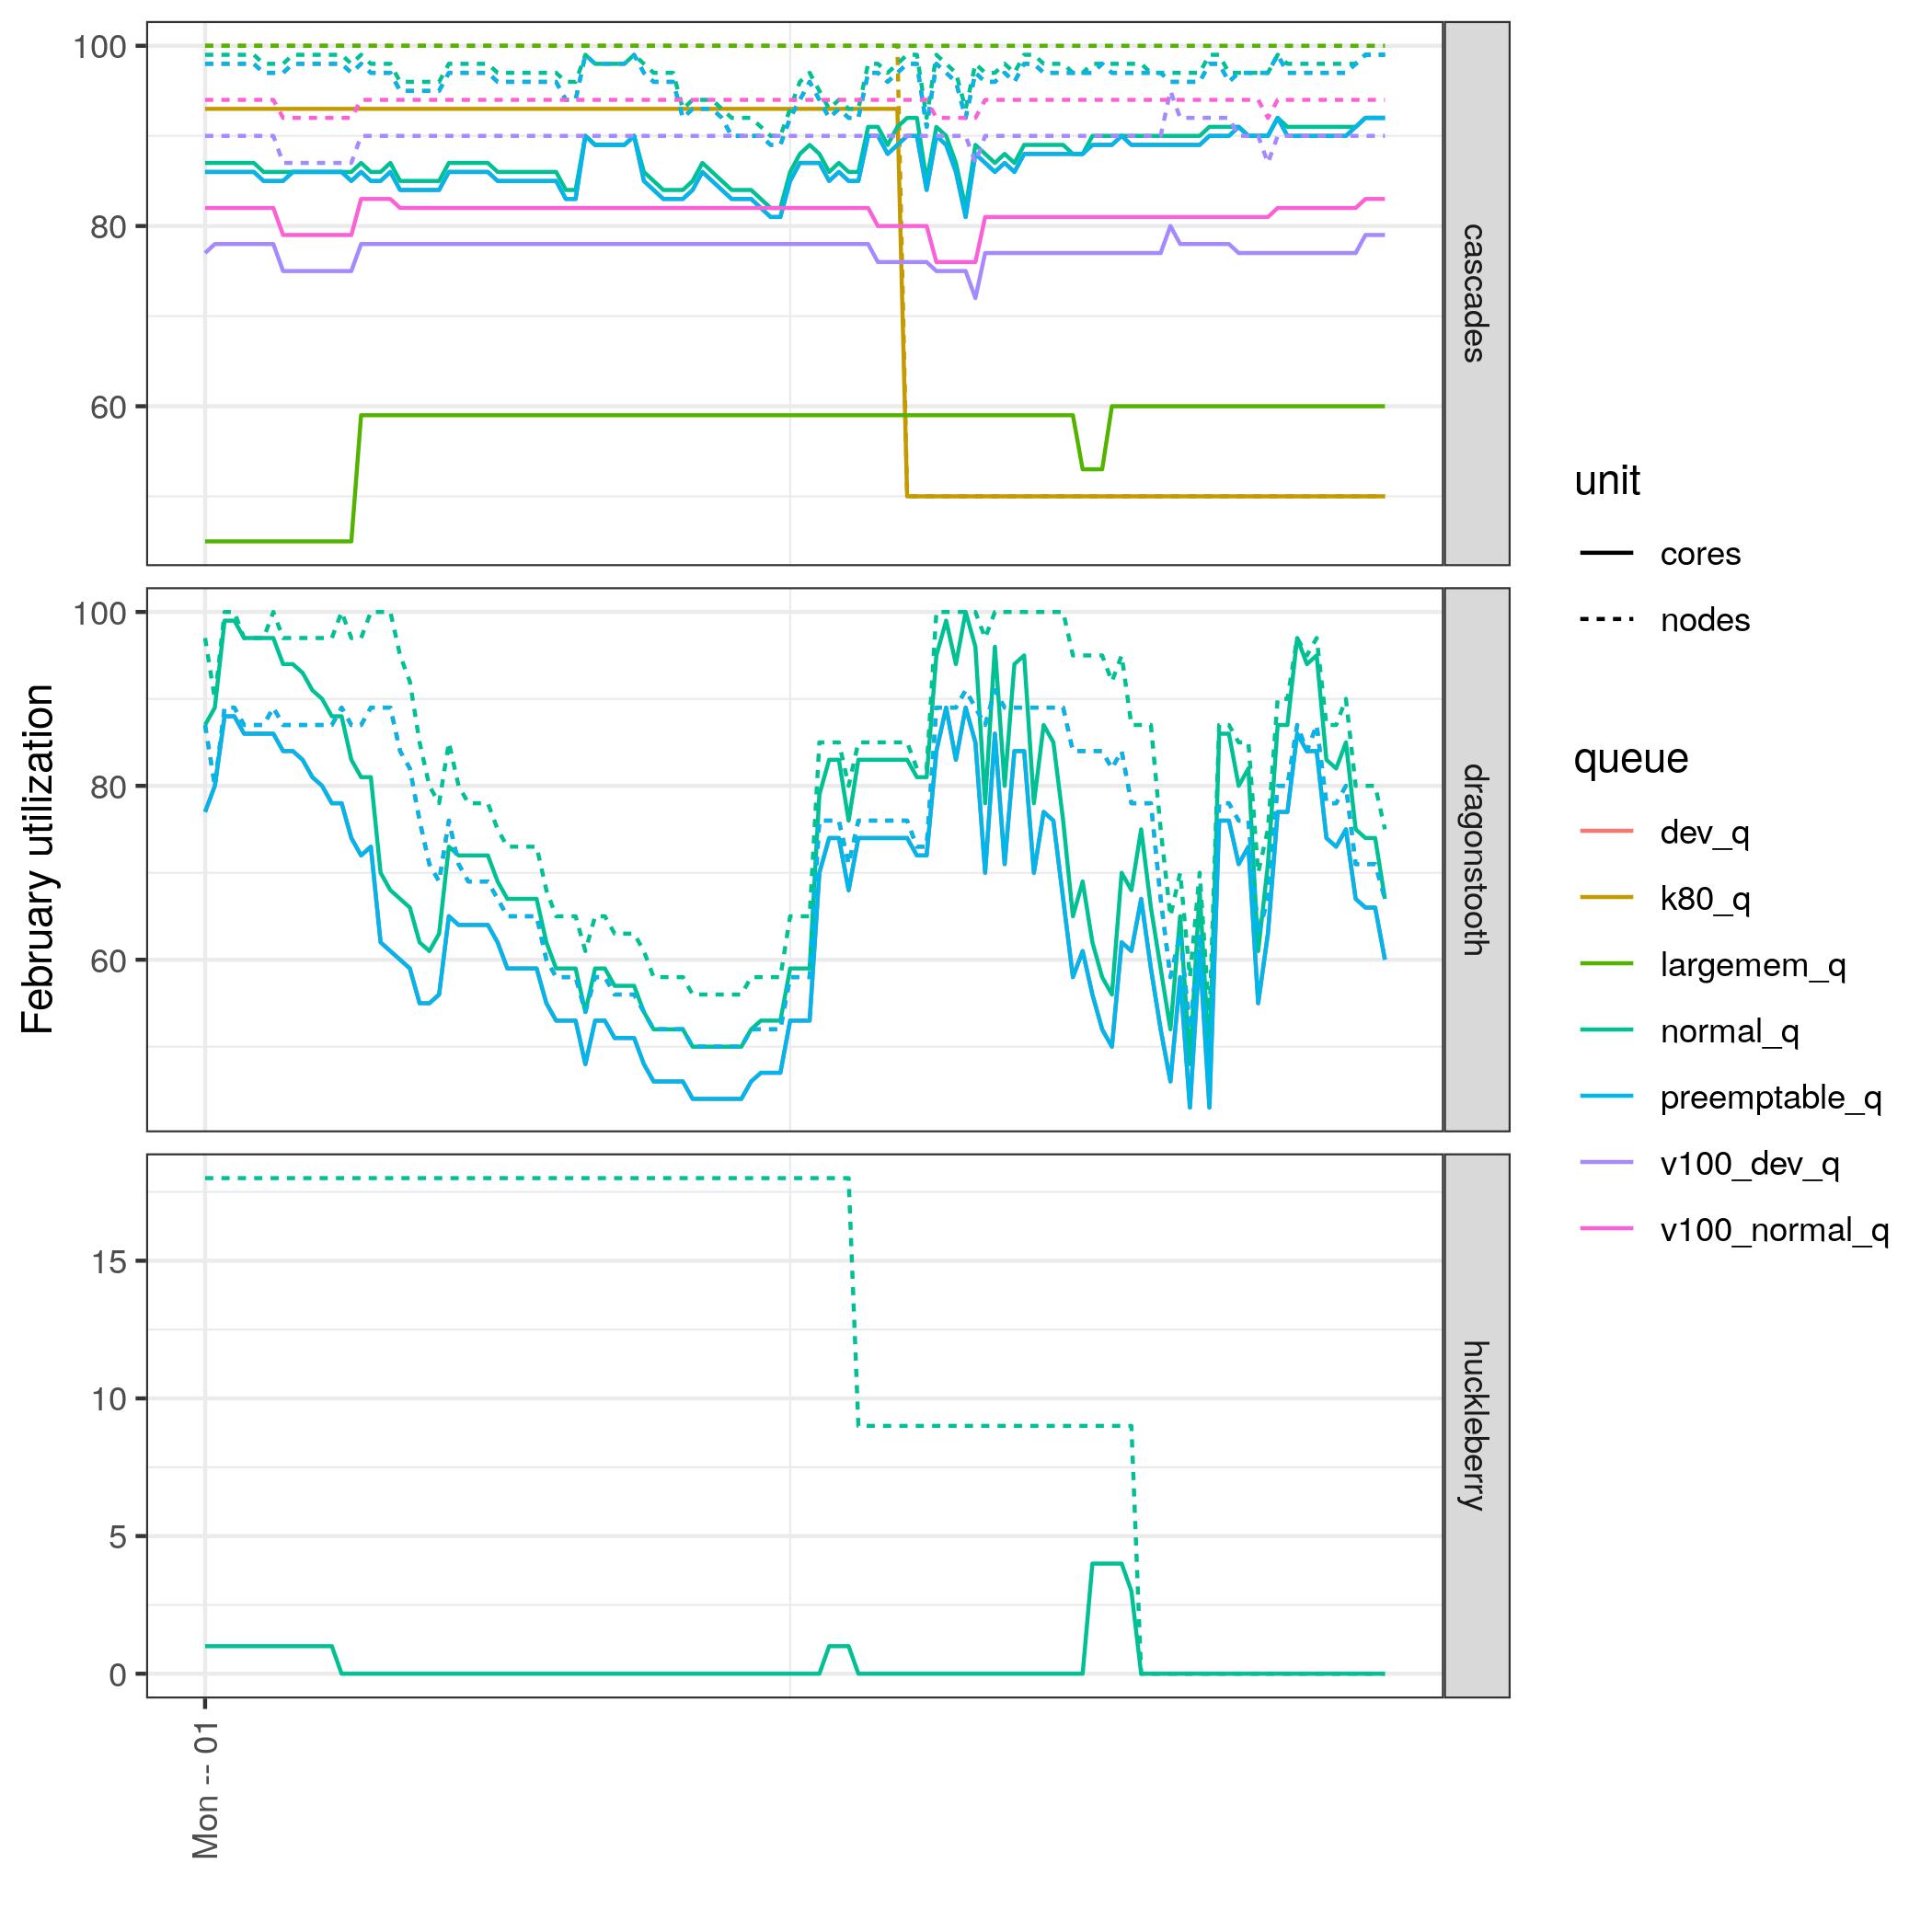 February utilization
100
80
60
cascades
100
80
60
dragonstooth
15
10
5
0
huckleberry
Mon -- 01
unit
cores
nodes
queue
dev_q
k80_q
largemem_q
normal_q
preemptable_q
v100_dev_q
v100_normal_q